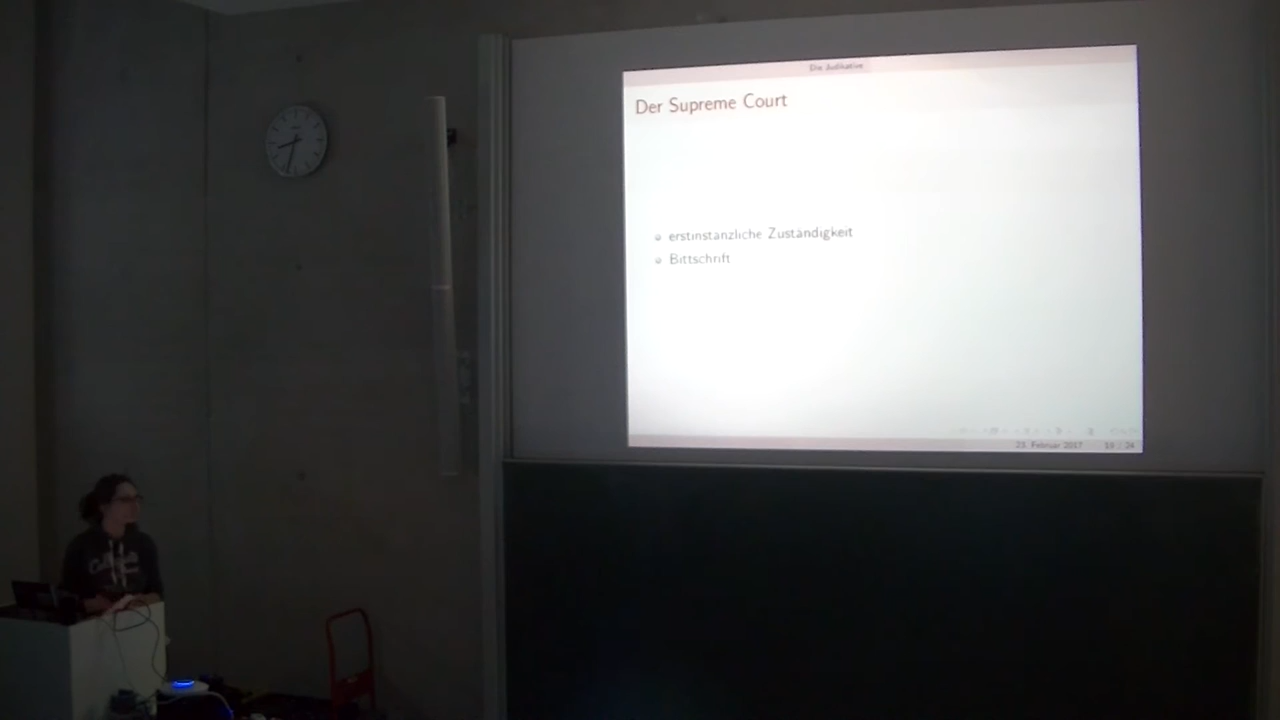 Die Judikative
Der Supreme Court
erstinstanzliche Zuständigkeit
Bittschrift
23. Februar 2017